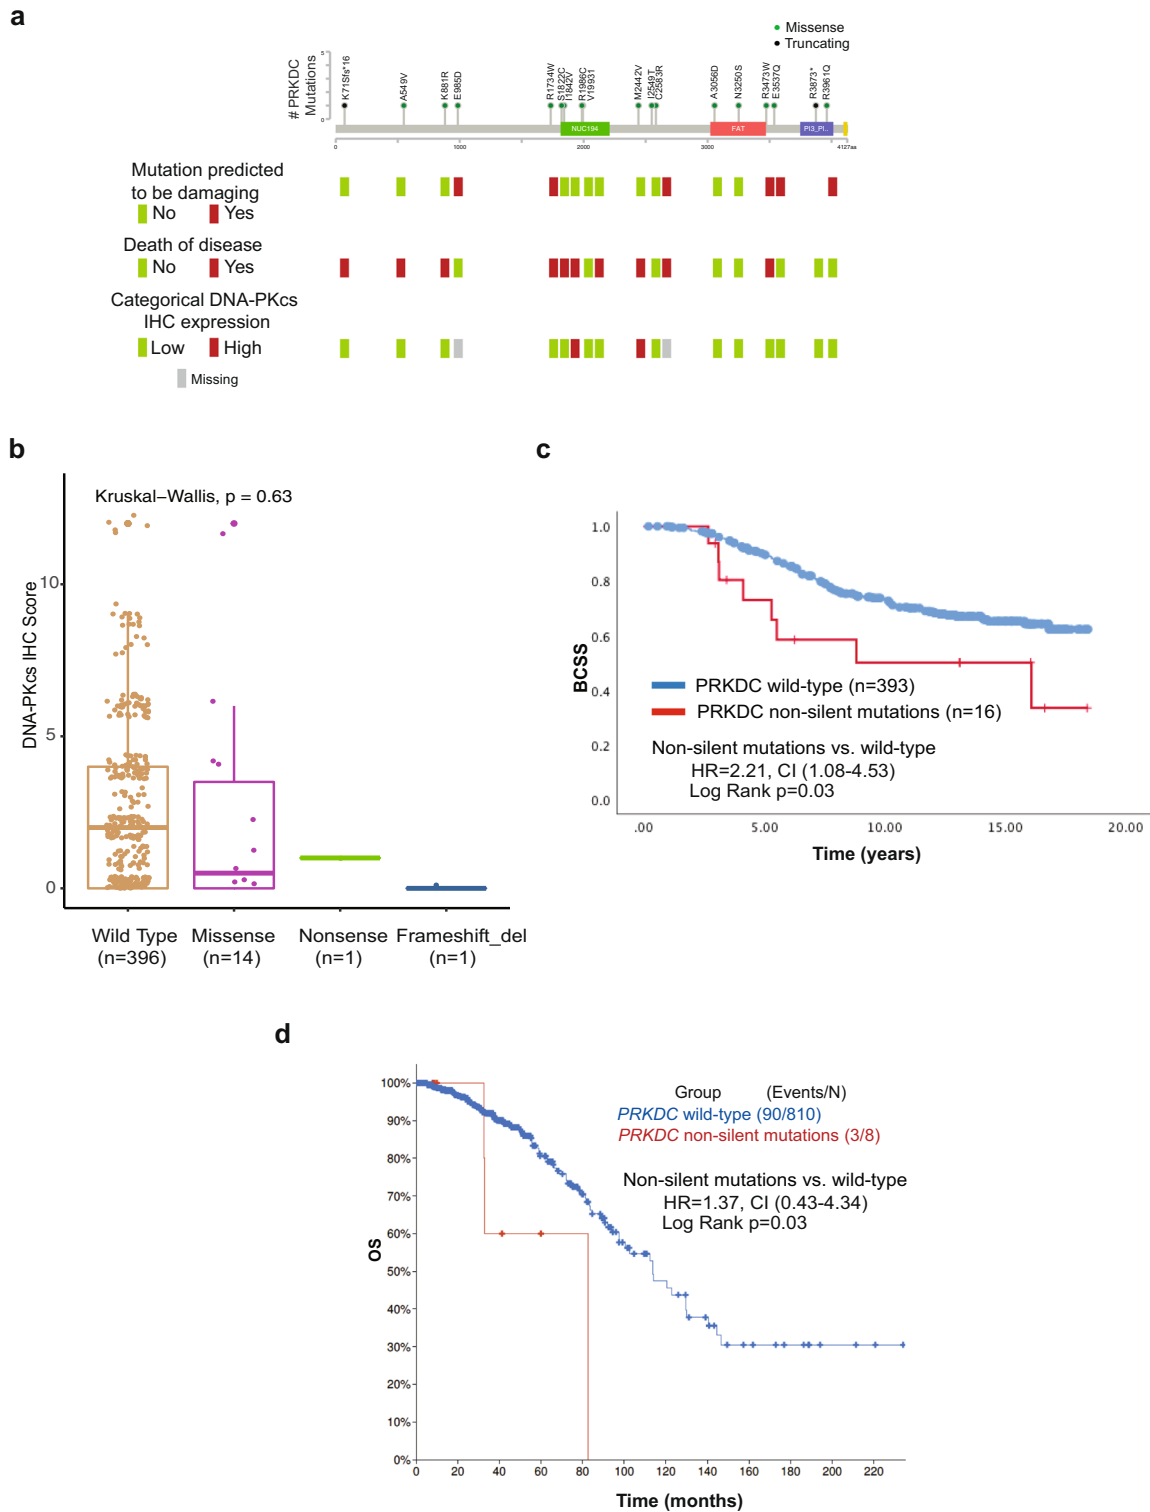 a
Missense
Truncating
# PRKDC
Mutations
5
0
K71Sfs*16
A549V
K881R
E985D
R1734W
S1822C
I1842V
R1986C
V1993I
M2442V
I2549T
C2583R
A3056D
N3250S
R3473W
E3537Q
R3873*
R3961Q
NUC194
FAT
PI3_PI..
0
1000
2000
3000
4127aa
Mutation predicted
to be damaging
No Yes
Death of disease
No Yes
Categorical DNA-PKcs
IHC expression
Low High
Missing
b
Kruskal–Wallis, p = 0.63
DNA-PKcs IHC Score
10
5
0
Wild Type Missense Nonsense Frameshift_del
(n=396) (n=14) (n=1) (n=1)
c
BCSS
1.0
0.8
0.6
0.4
0.2
0.0
PRKDC wild-type (n=393)
PRKDC non-silent mutations (n=16)
Non-silent mutations vs. wild-type
HR=2.21, CI (1.08-4.53)
Log Rank p=0.03
.00 5.00 10.00 15.00 20.00
Time (years)
d
OS
100%
90%
80%
70%
60%
50%
40%
30%
20%
10%
0%
Group (Events/N)
PRKDC wild-type (90/810)
PRKDC non-silent mutations (3/8)
Non-silent mutations vs. wild-type
HR=1.37, CI (0.43-4.34)
Log Rank p=0.03
0 20 40 60 80 100 120 140 160 180 200 220
Time (months)